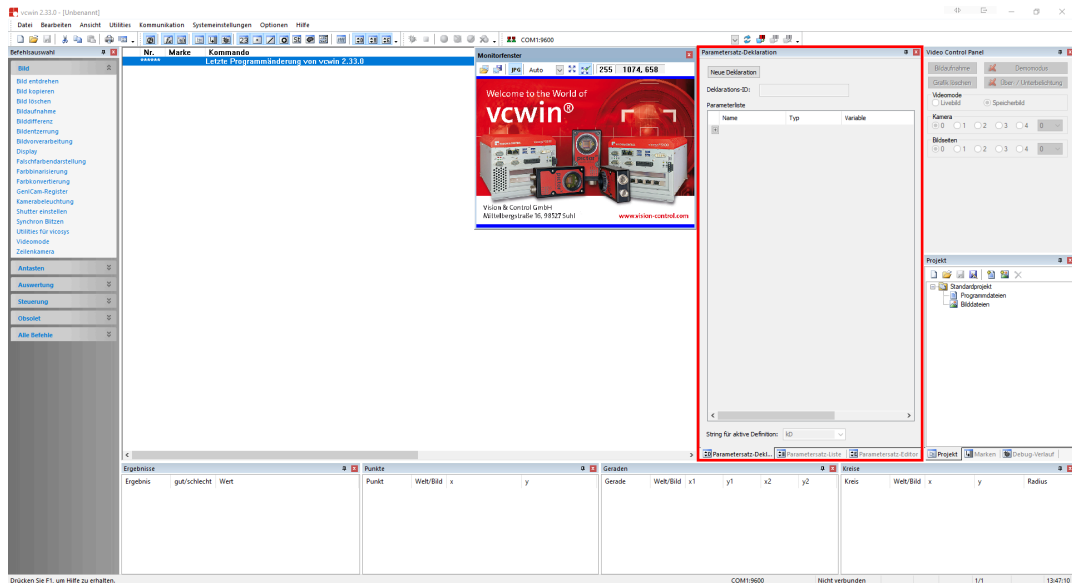 vcwin 2.33.0 - [Unbenannt]
Datei Bearbeiten Ansicht Utilities Kommunikation Systemeinstellungen Optionen Hilfe
COM1:9600
Befehlsauswahl
Bild
Bild entdrehen
Bild kopieren
Bild löschen
Bildaufnahme
Bilddifferenz
Bildentzerrung
Bildvorverarbeitung
Display
Falschfarbendarstellung
Farbbinarisierung
Farbkonvertierung
GenICam-Register
Kamerabeleuchtung
Shutter einstellen
Synchron Blitzen
Utilities für vicosys
Videomode
Zeilenkamera
Antasten
Auswertung
Steuerung
Obsolet
Alle Befehle
Nr. Marke Kommando
****** Letzte Programmänderung von vcwin 2.33.0
Monitorfenster
JPG Auto 255 1074, 658
Welcome to the World of
vcwin®
Vision & Control GmbH
Mittelbergstraße 16, 98527 Suhl www.vision-control.com
Parametersatz-Deklaration
Neue Deklaration
Deklarations-ID:
Parameterliste
Name Typ Variable
*
String für aktive Definition: kD
Parametersatz-Dekl... Parametersatz-Liste Parametersatz-Editor
Video Control Panel
Bildaufnahme Demomodus
Grafik löschen Über- / Unterbelichtung
Videomode
Livebild Speicherbild
Kamera
0 1 2 3 4 0
Bildseiten
0 1 2 3 4 0
Projekt
Standardprojekt
Programmdateien
Bilddateien
Projekt Marken Debug-Verlauf
Ergebnisse
Ergebnis gut/schlecht Wert
Punkte
Punkt Welt/Bild x y
Geraden
Gerade Welt/Bild x1 y1 x2 y2
Kreise
Kreis Welt/Bild x y Radius
Drücken Sie F1, um Hilfe zu erhalten. COM1:9600 Nicht verbunden 1/1 13:47:10